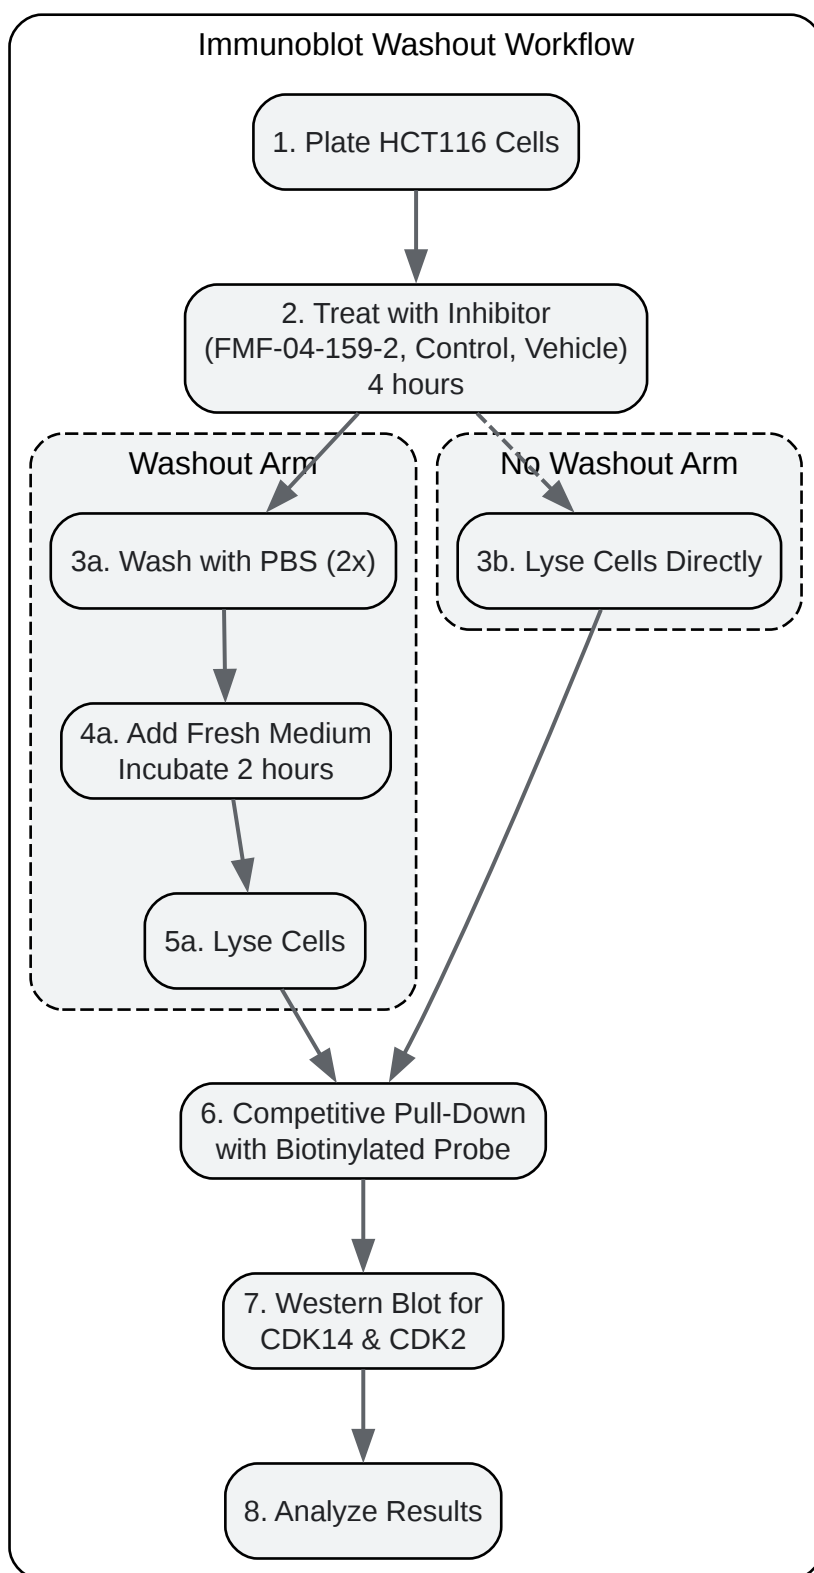 Immunoblot Washout Workflow
1. Plate HCT116 Cells
2. Treat with Inhibitor
(FMF-04-159-2, Control, Vehicle)
4 hours
Washout Arm
3a. Wash with PBS (2x)
4a. Add Fresh Medium
Incubate 2 hours
5a. Lyse Cells
No Washout Arm
3b. Lyse Cells Directly
6. Competitive Pull-Down
with Biotinylated Probe
7. Western Blot for
CDK14 & CDK2
8. Analyze Results